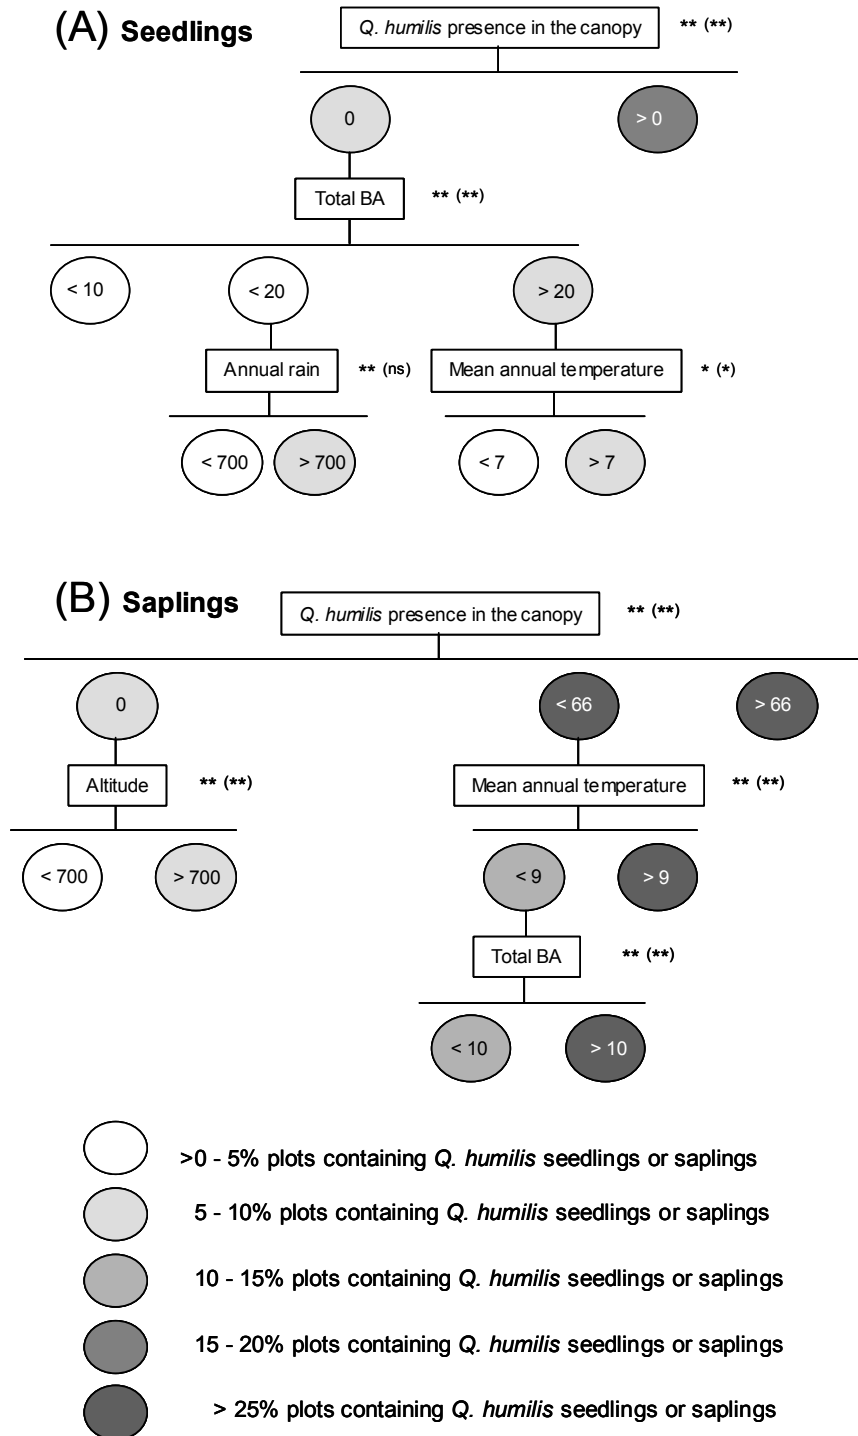 (A) Seedlings
Q. humilis presence in the canopy ** (**)
0 > 0
Total BA ** (**)
< 10 < 20 > 20
Annual rain ** (ns) Mean annual temperature * (*)
< 700 > 700 < 7 > 7
(B) Saplings
Q. humilis presence in the canopy ** (**)
0 < 66 > 66
Altitude ** (**) Mean annual temperature ** (**)
< 700 > 700 < 9 > 9
Total BA ** (**)
< 10 > 10
>0 - 5% plots containing Q. humilis seedlings or saplings
5 - 10% plots containing Q. humilis seedlings or saplings
10 - 15% plots containing Q. humilis seedlings or saplings
15 - 20% plots containing Q. humilis seedlings or saplings
> 25% plots containing Q. humilis seedlings or saplings